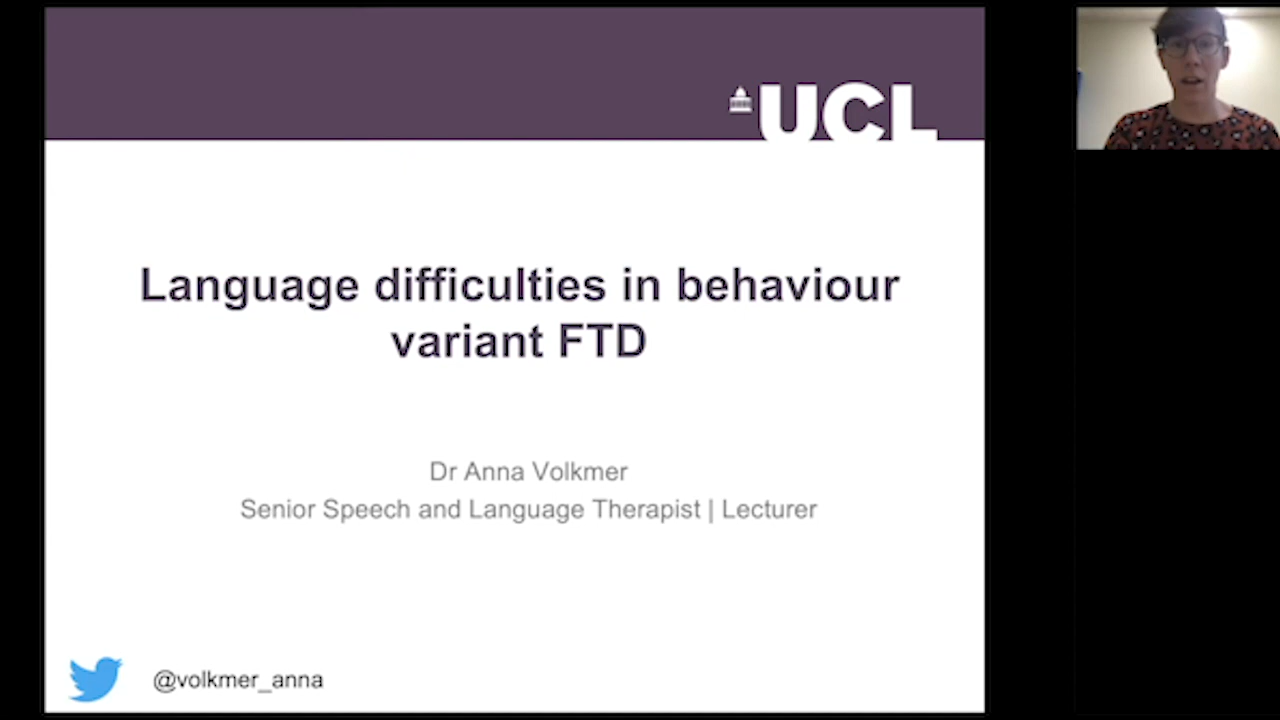 UCL
Language difficulties in behaviour
variant FTD
Dr Anna Volkmer
Senior Speech and Language Therapist | Lecturer
@volkmer_anna